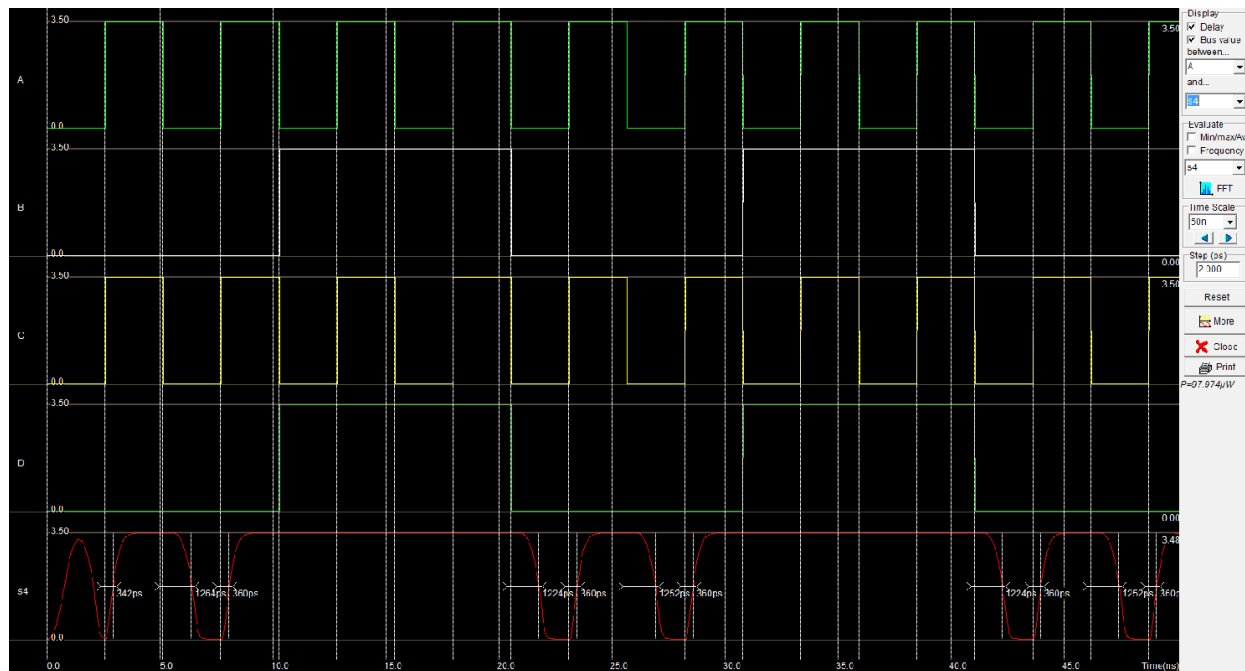 3.50
A
0.0
3.50
3.50
B
0.0
0.00
3.50
3.50
C
0.0
3.50
D
0.0
0.00
3.50
3.48
s4
342ps
1264ps
360ps
1224ps
360ps
1252ps
360ps
1224ps
360ps
1252ps
0.0
0.0
5.0
10.0
15.0
20.0
25.0
30.0
35.0
40.0
45.0
Time(ns)
Display
Delay
Bus value
between...
A
and...
s4
Evaluate
Min/max/Av
Frequency
s4
FFT
Time Scale
50n
Step (ps)
2.000
Reset
More
Close
Print